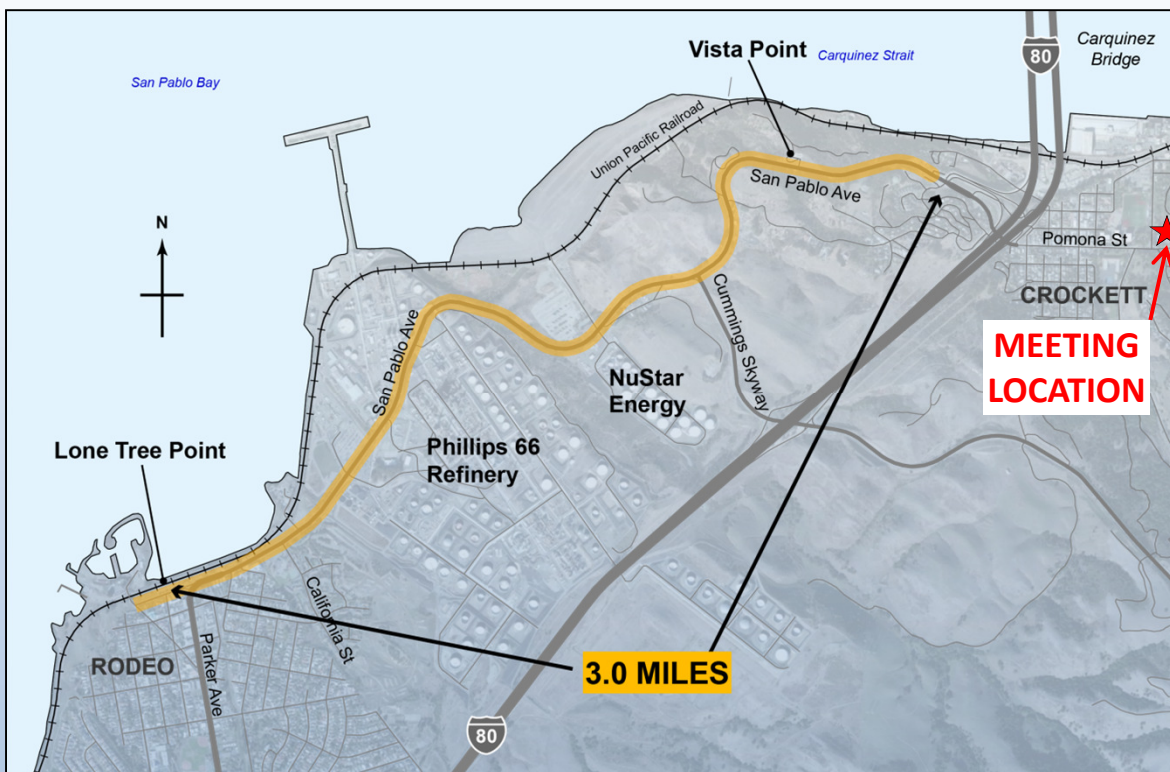 San Pablo Bay
Vista Point
Carquinez Strait
80
Carquinez
Bridge
Union Pacific Railroad
N
San Pablo Ave
Pomona St
CROCKETT
MEETING
LOCATION
Cummings Skyway
San Pablo Ave
NuStar
Energy
Phillips 66
Refinery
Lone Tree Point
California St
RODEO
Parker Ave
3.0 MILES
80